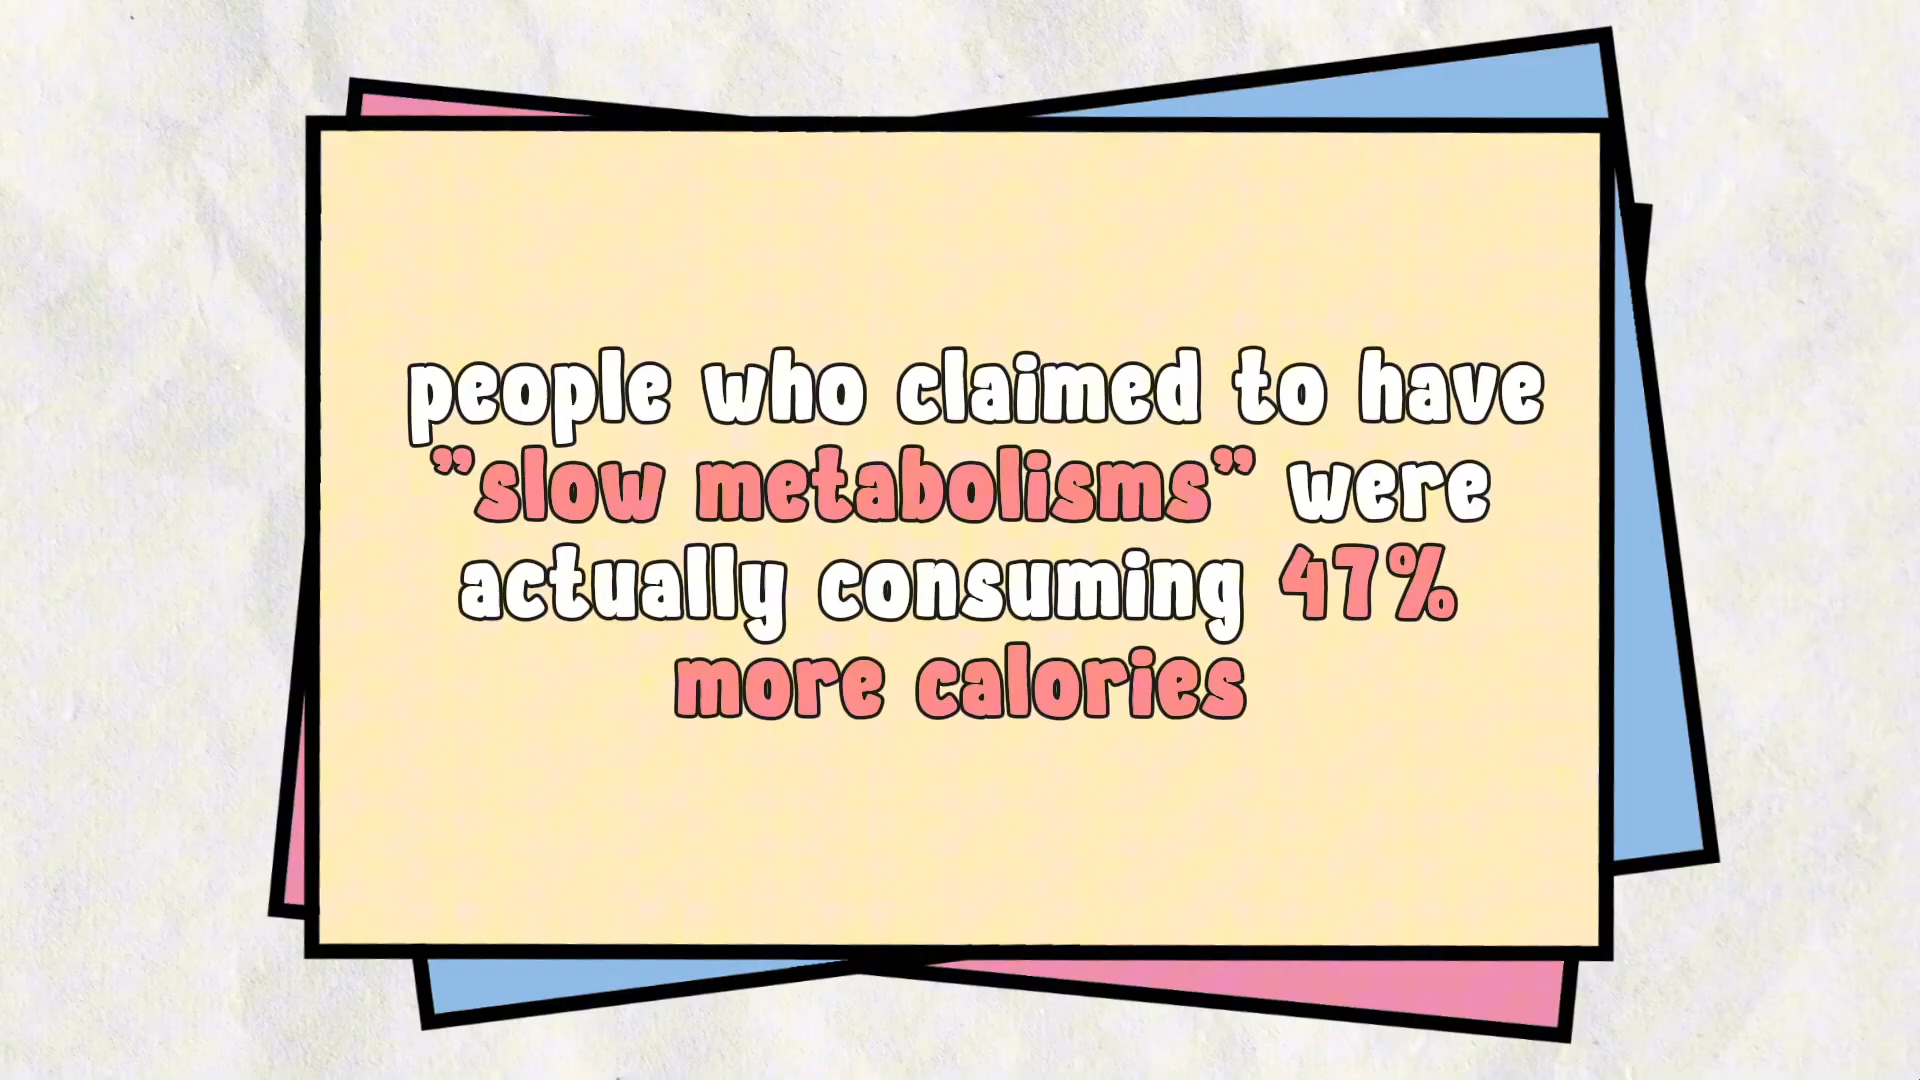 people who claimed to have
”slow metabolisms” were
actually consuming 47%
more calories